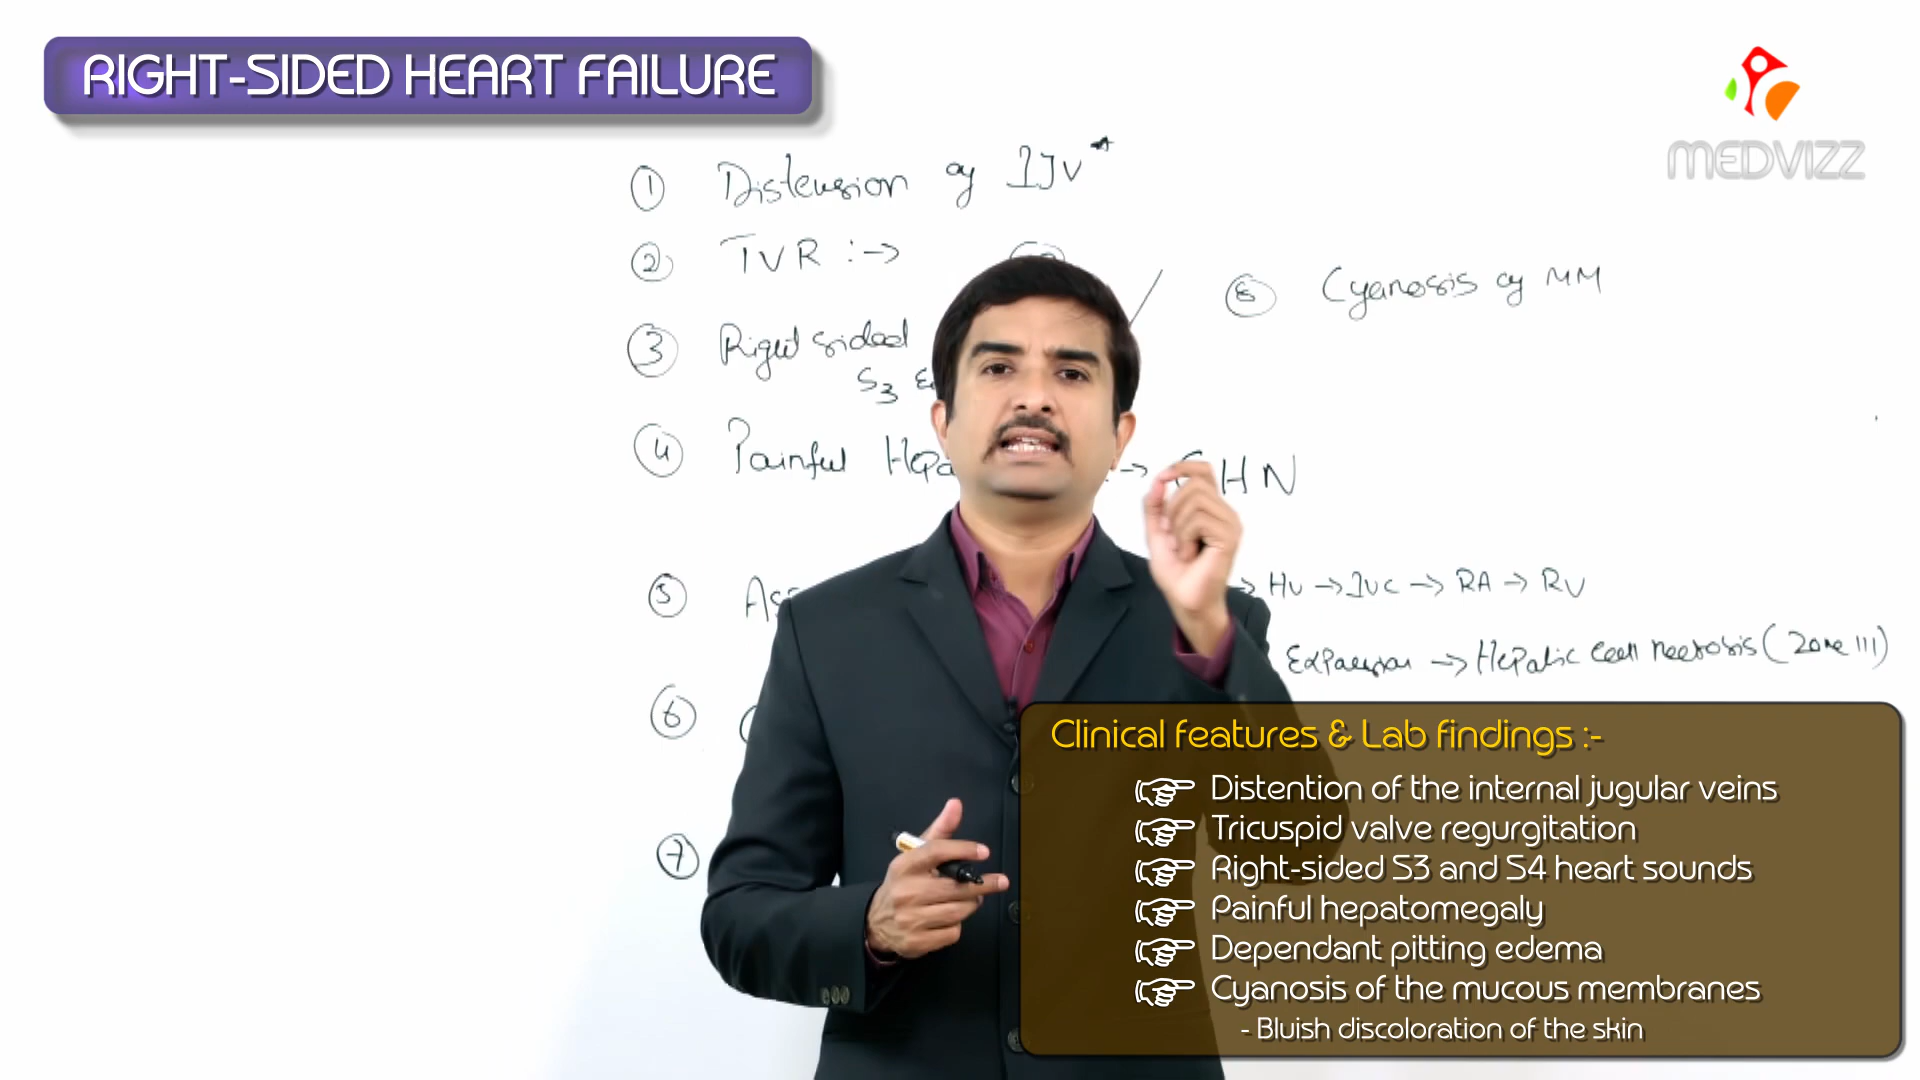 RIGHT-SIDED HEART FAILURE
MEDVIZZ
① Distension of IJV*
② TVR :→
⑧ Cyanosis of MM
③ Right sided
S3
④ Painful Hepa → HN
⑤ Ass → HV → IVC → RA → RV
Expansion → Hepatic cell necrosis (Zone III)
⑥
⑦
Clinical features & Lab findings :-
Distention of the internal jugular veins
Tricuspid valve regurgitation
Right-sided S3 and S4 heart sounds
Painful hepatomegaly
Dependant pitting edema
Cyanosis of the mucous membranes
- Bluish discoloration of the skin